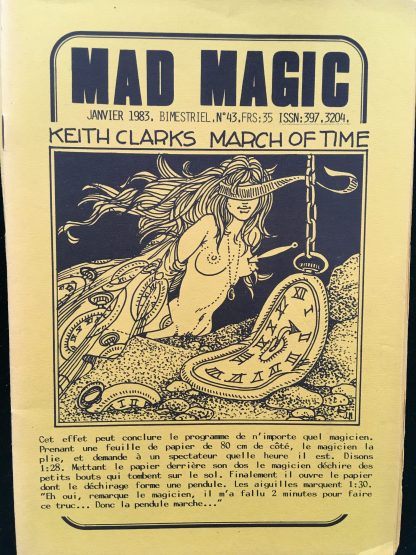 MAD MAGIC
JANVIER 1983. BIMESTRIEL.N°43.FRS:35 ISSN:397.3204.
KEITH CLARKS MARCH OF TIME
Cet effet peut conclure le programme de n'importe quel magicien.
Prenant une feuille de papier de 80 cm de côté, le magicien la
plie, et demande à un spectateur quelle heure il est. Disons
1:28. Mettant le papier derrière son dos le magicien déchire des
petits bouts qui tombent sur le sol. Finalement il ouvre le papier
dont le déchirage forme une pendule. Les aiguilles marquent 1:30.
"Eh oui, remarque le magicien, il m'a fallu 2 minutes pour faire
ce truc... Donc la pendule marche..."